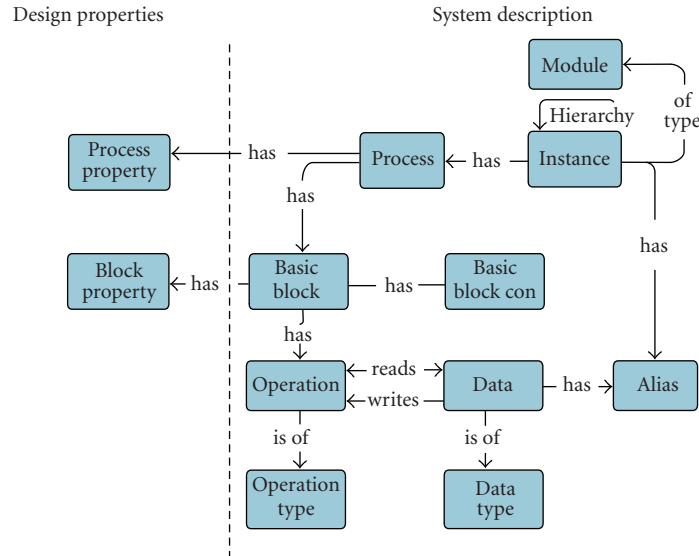 Design properties
System description
Module
of
type
Hierarchy
Process
property
has
Process
has
Instance
has
has
Block
property
has
Basic
block
has
Basic
block con
has
Operation
reads
writes
Data
has
Alias
is of
is of
Operation
type
Data
type